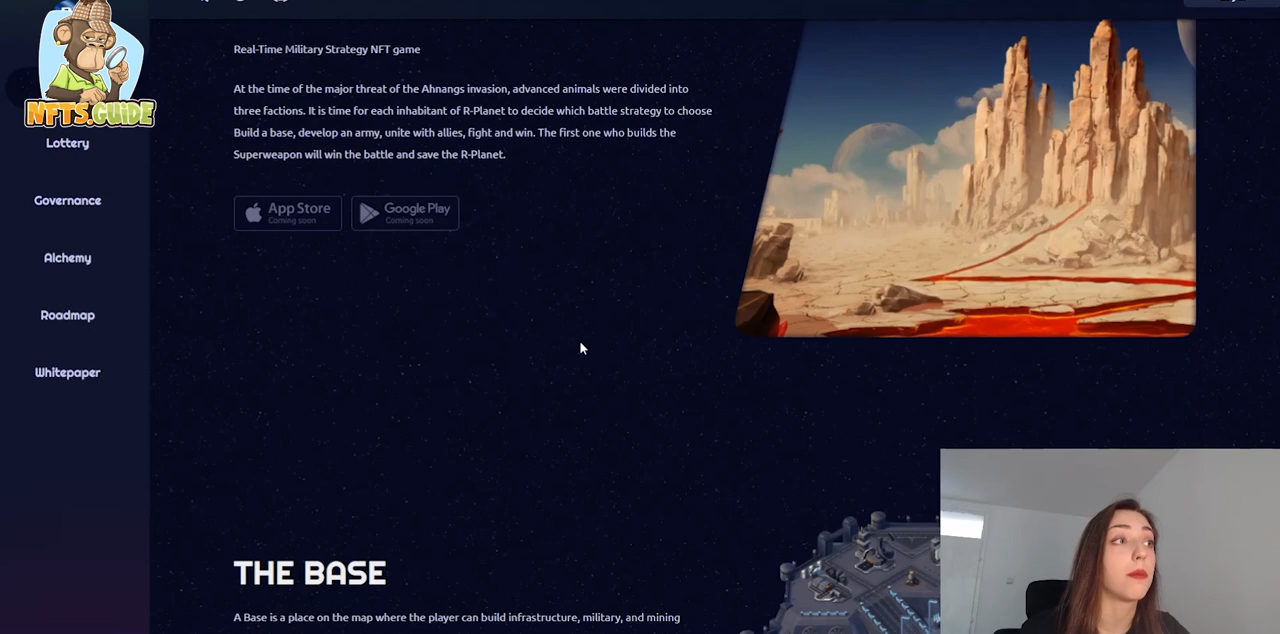 NFTS.GUIDE
Lottery
Governance
Alchemy
Roadmap
Whitepaper
Real-Time Military Strategy NFT game
At the time of the major threat of the Ahnangs invasion, advanced animals were divided into
three factions. It is time for each inhabitant of R-Planet to decide which battle strategy to choose
Build a base, develop an army, unite with allies, fight and win. The first one who builds the
Superweapon will win the battle and save the R-Planet.
App Store
Coming soon
Google Play
Coming soon
THE BASE
A Base is a place on the map where the player can build infrastructure, military, and mining